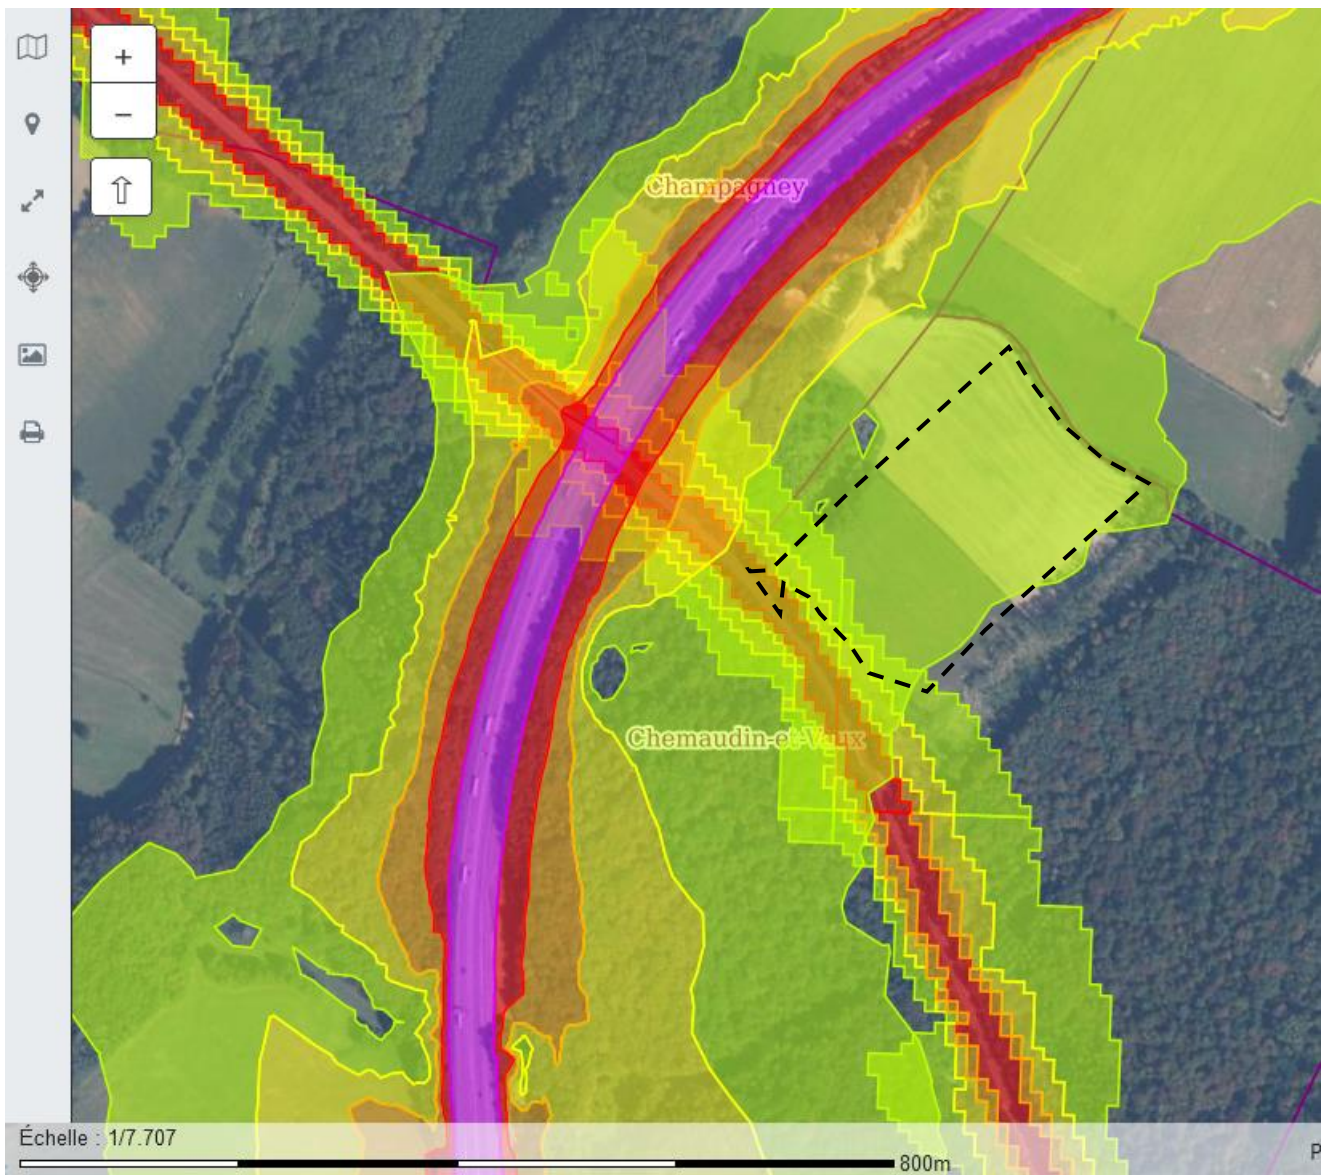 +
−
⇧
Champagney
Chemaudin-et-Vaux
Échelle : 1/7.707
800m
P